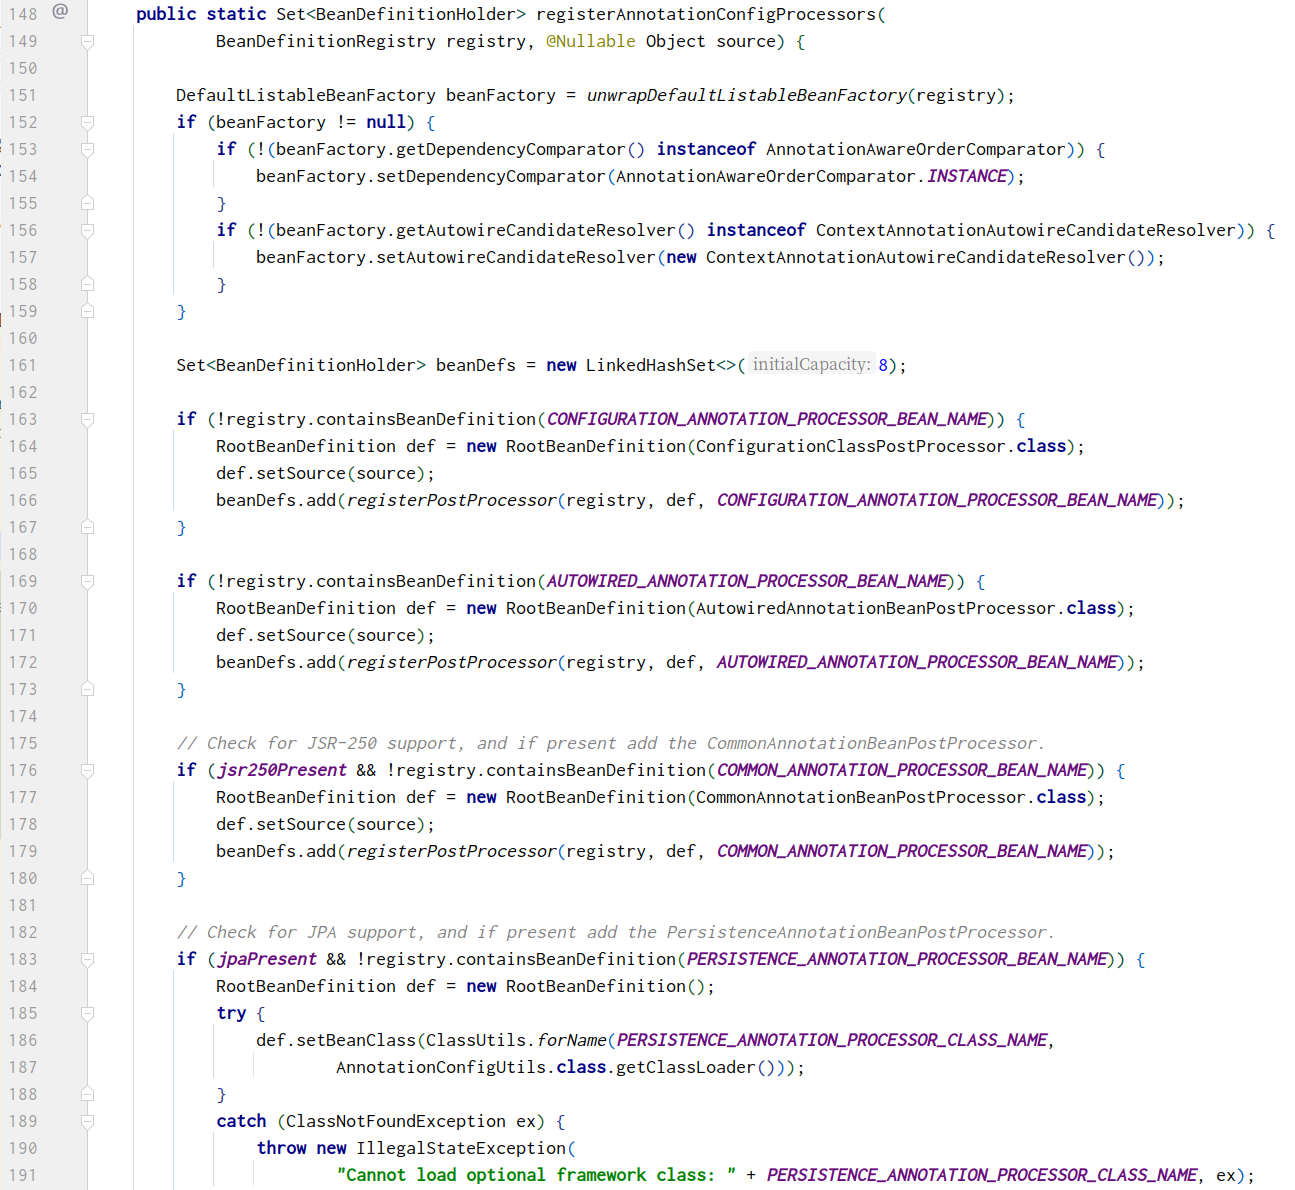 148 @ public static Set<BeanDefinitionHolder> registerAnnotationConfigProcessors(
149 BeanDefinitionRegistry registry, @Nullable Object source) {
150
151 DefaultListableBeanFactory beanFactory = unwrapDefaultListableBeanFactory(registry);
152 if (beanFactory != null) {
153 if (!(beanFactory.getDependencyComparator() instanceof AnnotationAwareOrderComparator)) {
154 beanFactory.setDependencyComparator(AnnotationAwareOrderComparator.INSTANCE);
155 }
156 if (!(beanFactory.getAutowireCandidateResolver() instanceof ContextAnnotationAutowireCandidateResolver)) {
157 beanFactory.setAutowireCandidateResolver(new ContextAnnotationAutowireCandidateResolver());
158 }
159 }
160
161 Set<BeanDefinitionHolder> beanDefs = new LinkedHashSet<>( initialCapacity: 8);
162
163 if (!registry.containsBeanDefinition(CONFIGURATION_ANNOTATION_PROCESSOR_BEAN_NAME)) {
164 RootBeanDefinition def = new RootBeanDefinition(ConfigurationClassPostProcessor.class);
165 def.setSource(source);
166 beanDefs.add(registerPostProcessor(registry, def, CONFIGURATION_ANNOTATION_PROCESSOR_BEAN_NAME));
167 }
168
169 if (!registry.containsBeanDefinition(AUTOWIRED_ANNOTATION_PROCESSOR_BEAN_NAME)) {
170 RootBeanDefinition def = new RootBeanDefinition(AutowiredAnnotationBeanPostProcessor.class);
171 def.setSource(source);
172 beanDefs.add(registerPostProcessor(registry, def, AUTOWIRED_ANNOTATION_PROCESSOR_BEAN_NAME));
173 }
174
175 // Check for JSR-250 support, and if present add the CommonAnnotationBeanPostProcessor.
176 if (jsr250Present && !registry.containsBeanDefinition(COMMON_ANNOTATION_PROCESSOR_BEAN_NAME)) {
177 RootBeanDefinition def = new RootBeanDefinition(CommonAnnotationBeanPostProcessor.class);
178 def.setSource(source);
179 beanDefs.add(registerPostProcessor(registry, def, COMMON_ANNOTATION_PROCESSOR_BEAN_NAME));
180 }
181
182 // Check for JPA support, and if present add the PersistenceAnnotationBeanPostProcessor.
183 if (jpaPresent && !registry.containsBeanDefinition(PERSISTENCE_ANNOTATION_PROCESSOR_BEAN_NAME)) {
184 RootBeanDefinition def = new RootBeanDefinition();
185 try {
186 def.setBeanClass(ClassUtils.forName(PERSISTENCE_ANNOTATION_PROCESSOR_CLASS_NAME,
187 AnnotationConfigUtils.class.getClassLoader()));
188 }
189 catch (ClassNotFoundException ex) {
190 throw new IllegalStateException(
191 "Cannot load optional framework class: " + PERSISTENCE_ANNOTATION_PROCESSOR_CLASS_NAME, ex);